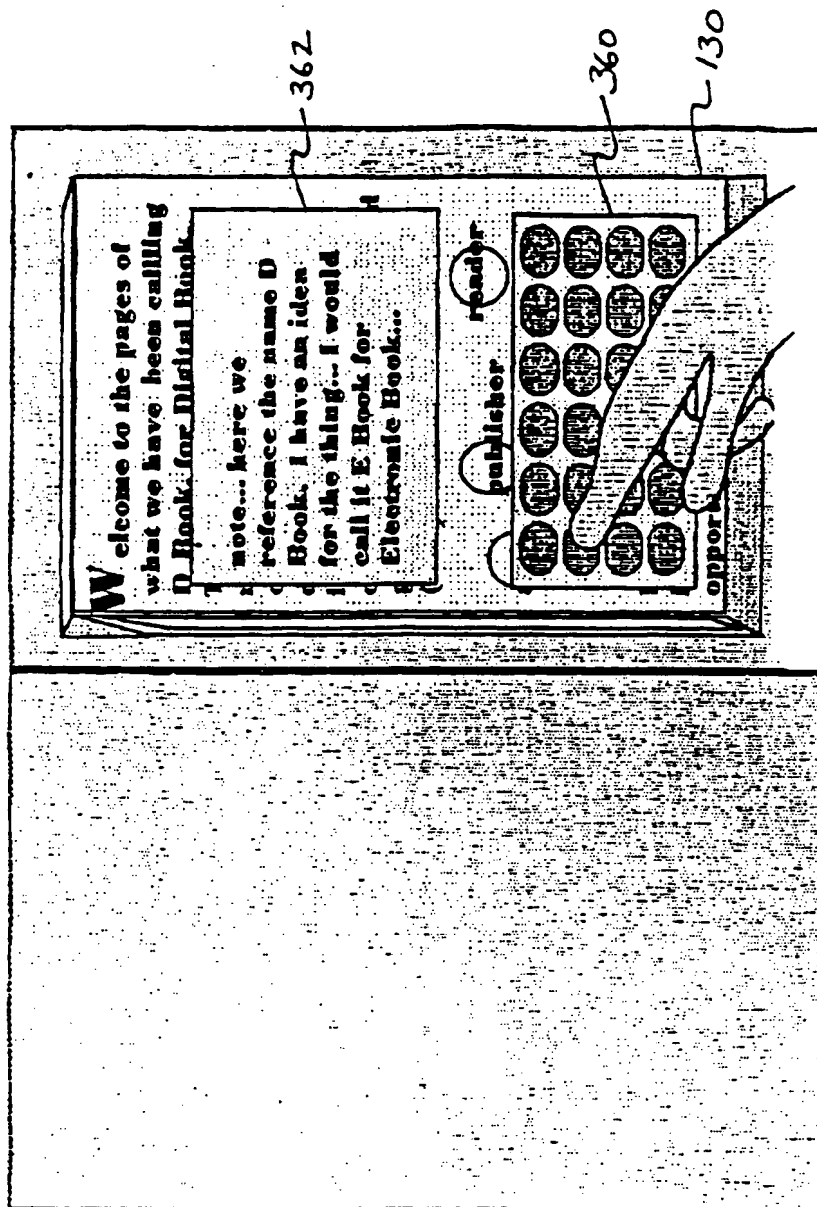 Welcome to the pages of
what we have been callling
D Book, for Digital Book.
note... here we
reference the name D
Book. I have an idea
for the thing... I would
call it E Book for
Electronic Book...
publisher
reader
oppor
362
360
130